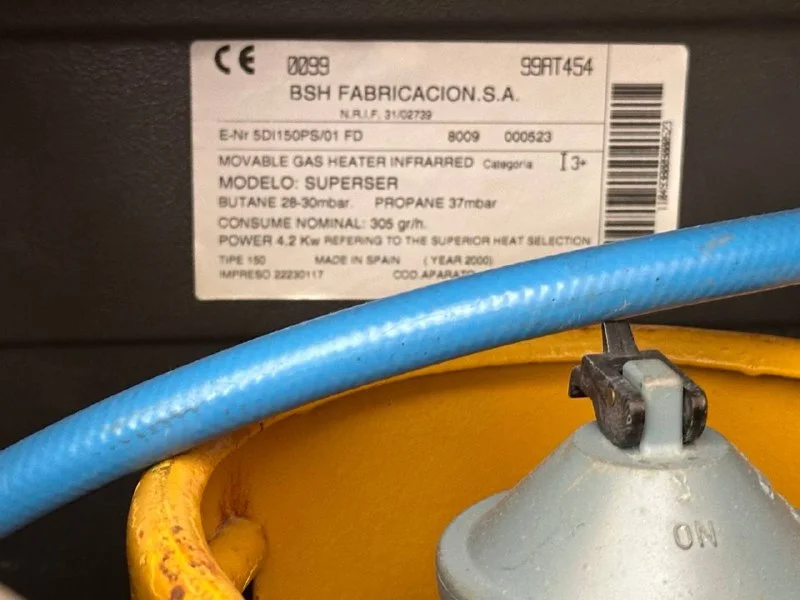 CE 0099 99AT454
BSH FABRICACION.S.A.
N.R.I.F. 31/02739
E-Nr 5DI150PS/01 FD 8009 000523
MOVABLE GAS HEATER INFRARRED Categoria I3+
MODELO: SUPERSER
BUTANE 28-30mbar. PROPANE 37mbar
CONSUME NOMINAL: 305 gr/h.
POWER 4.2 Kw REFERING TO THE SUPERIOR HEAT SELECTION
TIPE 150 MADE IN SPAIN (YEAR 2000)
IMPRESO 22230117 COD.APARATO
ON